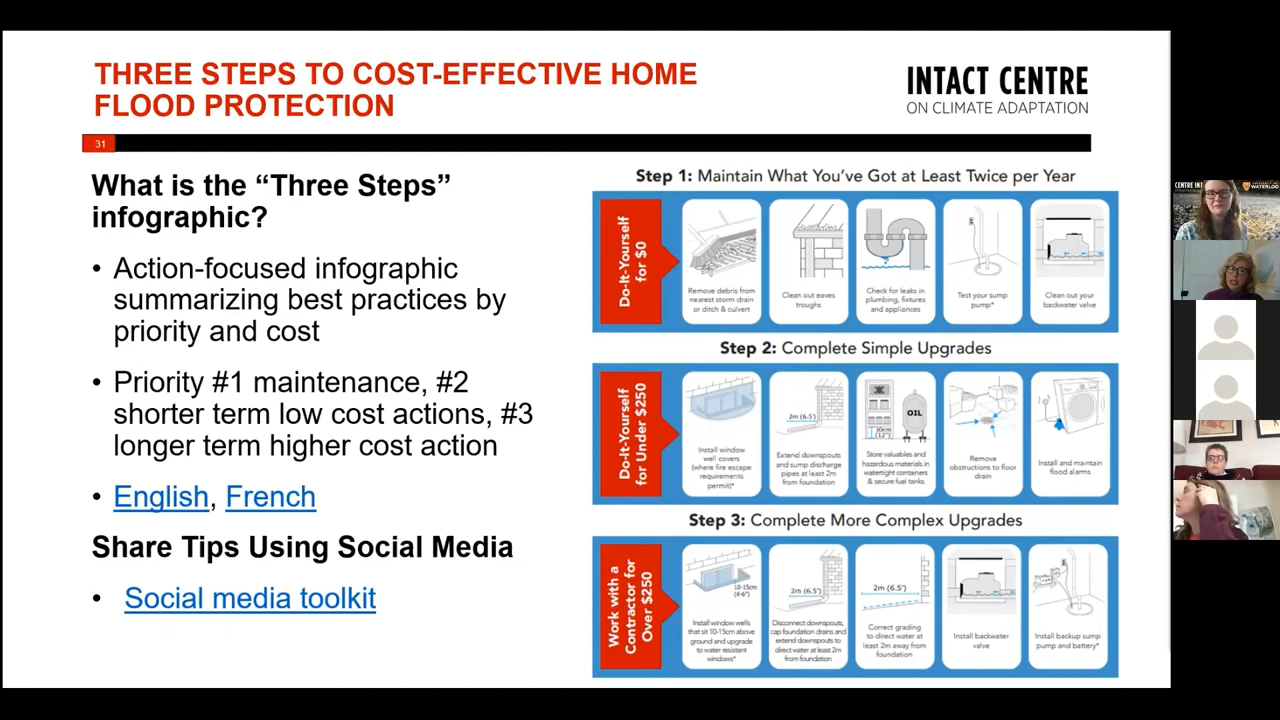 THREE STEPS TO COST-EFFECTIVE HOME
FLOOD PROTECTION
INTACT CENTRE
ON CLIMATE ADAPTATION
31
What is the “Three Steps”
infographic?
• Action-focused infographic
summarizing best practices by
priority and cost
• Priority #1 maintenance, #2
shorter term low cost actions, #3
longer term higher cost action
• English, French
Share Tips Using Social Media
• Social media toolkit
Step 1: Maintain What You’ve Got at Least Twice per Year
Do-It-Yourself
for $0
Remove debris from
nearest storm drain
or ditch & culvert
Clean out eaves
troughs
Check for leaks in
plumbing, fixtures
and appliances
Test your sump
pump*
Clean out your
backwater valve
Step 2: Complete Simple Upgrades
Do-It-Yourself
for Under $250
Install window
well covers
(where fire escape
requirements
permit)*
2m (6.5')
Extend downspouts
and sump discharge
pipes at least 2m
from foundation
OIL
30cm
(12")
Store valuables and
hazardous materials in
watertight containers
& secure fuel tanks
Remove
obstructions to floor
drain
Install and maintain
flood alarms
Step 3: Complete More Complex Upgrades
Work with a
Contractor for
Over $250
10-15cm
(4-6")
Install window wells
that sit 10-15cm above
ground and upgrade
to water resistant
windows*
2m (6.5')
Disconnect downspouts,
cap foundation drains and
extend downspouts to
direct water at least 2m
from foundation
2m (6.5')
Correct grading
to direct water at
least 2m away from
foundation
Install backwater
valve
Install backup sump
pump and battery*
CENTRE
WATERLOO